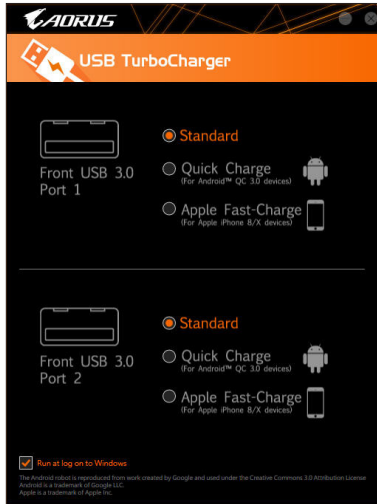 AORUS
USB TurboCharger
Front USB 3.0
Port 1
Standard
Quick Charge
(For Android™ QC 3.0 devices)
Apple Fast-Charge
(For Apple iPhone 8/X devices)
Front USB 3.0
Port 2
Standard
Quick Charge
(For Android™ QC 3.0 devices)
Apple Fast-Charge
(For Apple iPhone 8/X devices)
Run at log on to Windows
The Android robot is reproduced from work created by Google and used under the Creative Commons 3.0 Attribution License
Android is a trademark of Google LLC.
Apple is a trademark of Apple Inc.